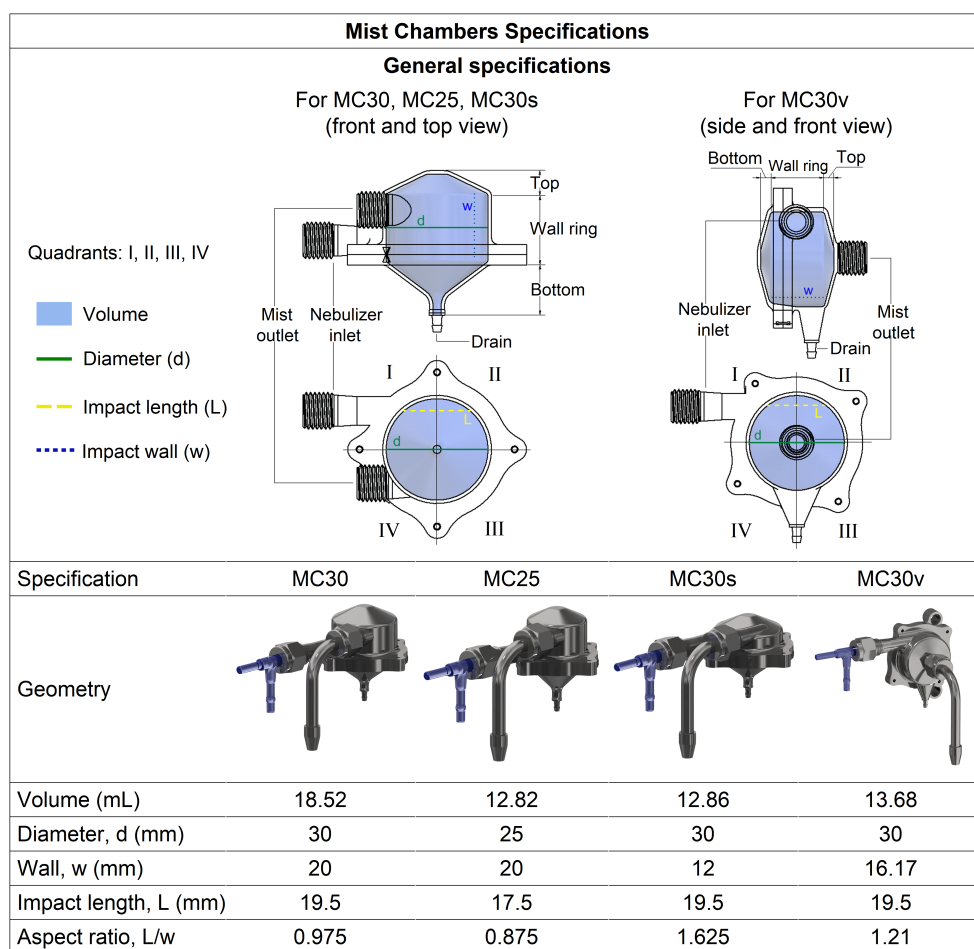 Mist Chambers Specifications
General specifications
For MC30, MC25, MC30s
(front and top view)
For MC30v
(side and front view)
Bottom
Wall ring
Top
Top
w
d
Wall ring
Quadrants: I, II, III, IV
Bottom
w
Volume
Mist
outlet
Nebulizer
inlet
Nebulizer
inlet
Mist
outlet
Drain
Drain
Diameter (d)
I
II
I
II
Impact length (L)
L
L
d
d
Impact wall (w)
IV
III
IV
III
Specification MC30 MC25 MC30s MC30v
Geometry
Volume (mL) 18.52 12.82 12.86 13.68
Diameter, d (mm) 30 25 30 30
Wall, w (mm) 20 20 12 16.17
Impact length, L (mm) 19.5 17.5 19.5 19.5
Aspect ratio, L/w 0.975 0.875 1.625 1.21